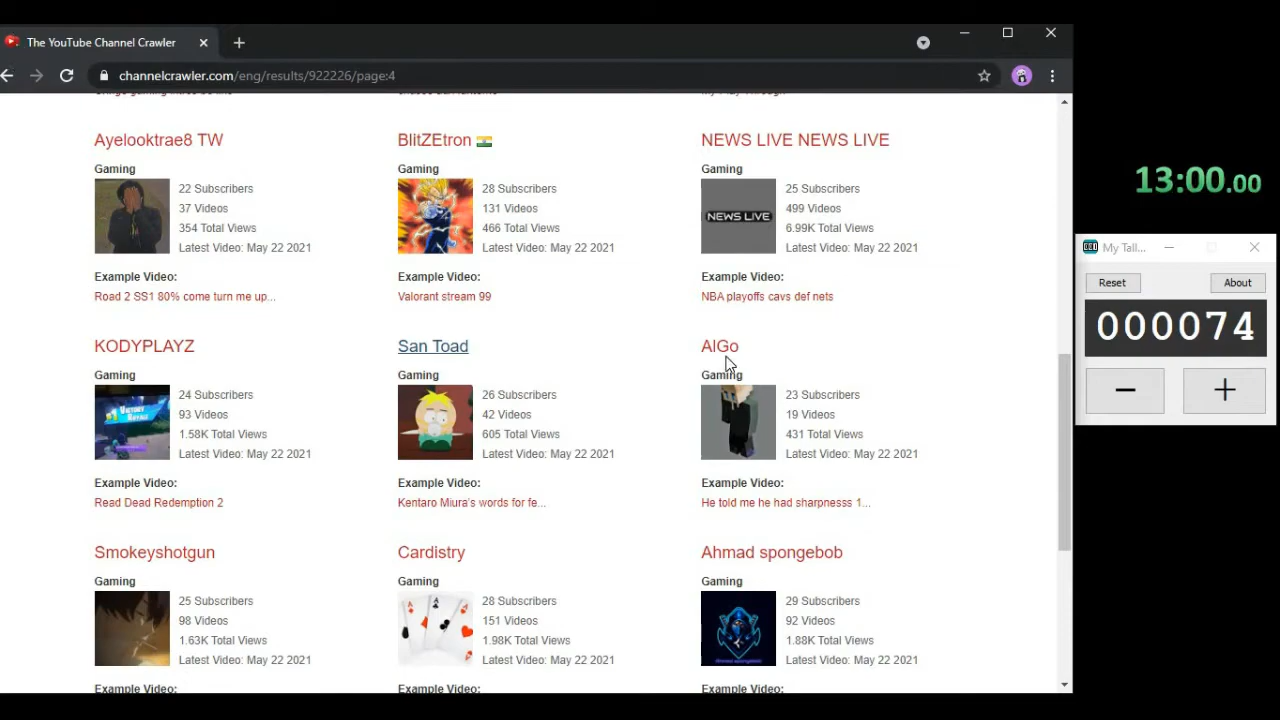 The YouTube Channel Crawler
channelcrawler.com/eng/results/922226/page:4
Ayelooktrae8 TW
Gaming
22 Subscribers
37 Videos
354 Total Views
Latest Video: May 22 2021
Example Video:
Road 2 SS1 80% come turn me up...
BlitZEtron
Gaming
28 Subscribers
131 Videos
466 Total Views
Latest Video: May 22 2021
Example Video:
Valorant stream 99
NEWS LIVE NEWS LIVE
Gaming
NEWS LIVE
25 Subscribers
499 Videos
6.99K Total Views
Latest Video: May 22 2021
Example Video:
NBA playoffs cavs def nets
KODYPLAYZ
Gaming
24 Subscribers
93 Videos
1.58K Total Views
Latest Video: May 22 2021
Example Video:
Read Dead Redemption 2
San Toad
Gaming
26 Subscribers
42 Videos
605 Total Views
Latest Video: May 22 2021
Example Video:
Kentaro Miura's words for fe...
AlGo
Gaming
23 Subscribers
19 Videos
431 Total Views
Latest Video: May 22 2021
Example Video:
He told me he had sharpnesss 1...
Smokeyshotgun
Gaming
25 Subscribers
98 Videos
1.63K Total Views
Latest Video: May 22 2021
Example Video:
Cardistry
Gaming
28 Subscribers
151 Videos
1.98K Total Views
Latest Video: May 22 2021
Example Video:
Ahmad spongebob
Gaming
29 Subscribers
92 Videos
1.88K Total Views
Latest Video: May 22 2021
Example Video:
13:00.00
My Tall...
Reset
About
000074